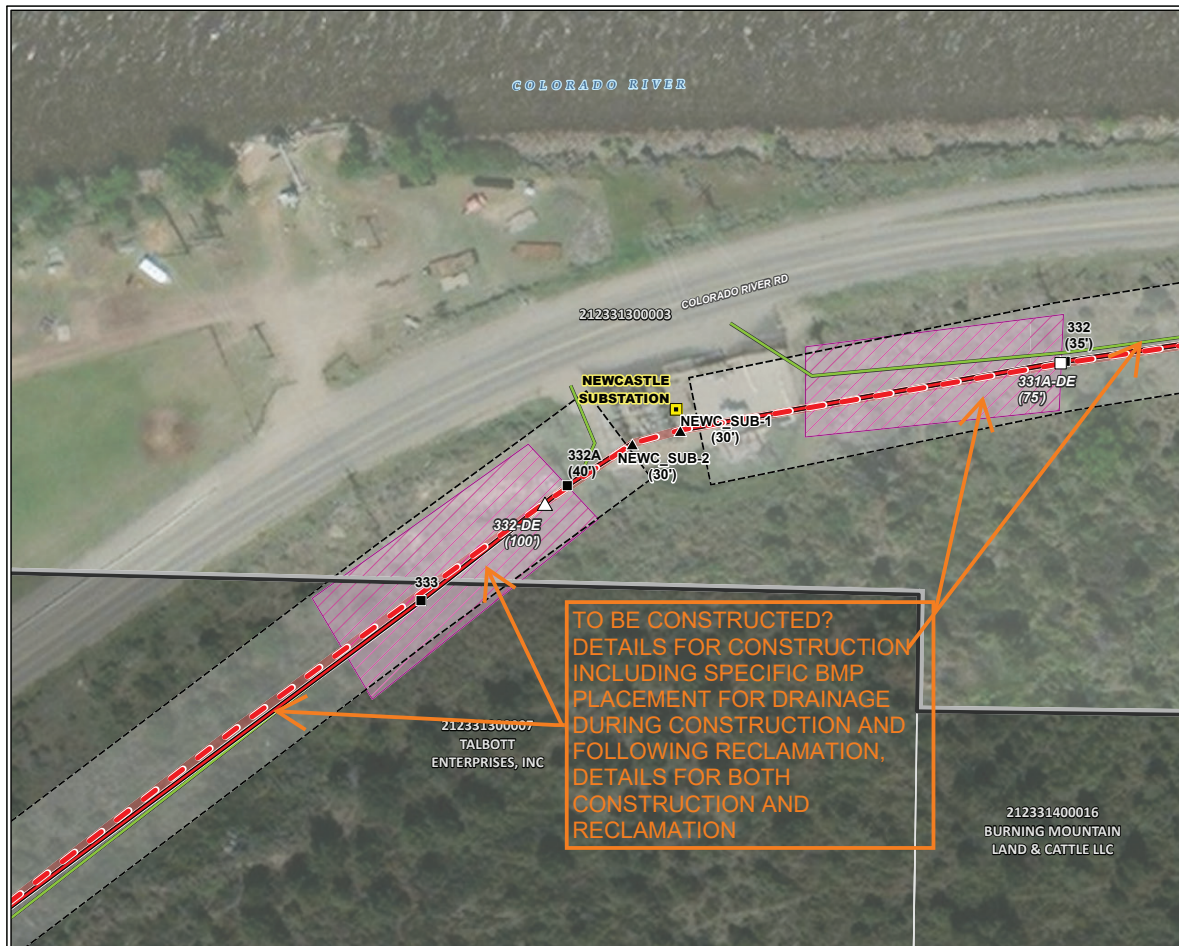 COLORADO RIVER
COLORADO RIVER RD
212331300003
332
(35')
331A-DE
(75')
NEWCASTLE
SUBSTATION
NEWC_SUB-1
(30')
NEWC_SUB-2
(30')
332A
(40')
332-DE
(100')
333
TO BE CONSTRUCTED?
DETAILS FOR CONSTRUCTION
INCLUDING SPECIFIC BMP
PLACEMENT FOR DRAINAGE
DURING CONSTRUCTION AND
FOLLOWING RECLAMATION,
DETAILS FOR BOTH
CONSTRUCTION AND
RECLAMATION
212331300007
TALBOTT
ENTERPRISES, INC
212331400016
BURNING MOUNTAIN
LAND & CATTLE LLC